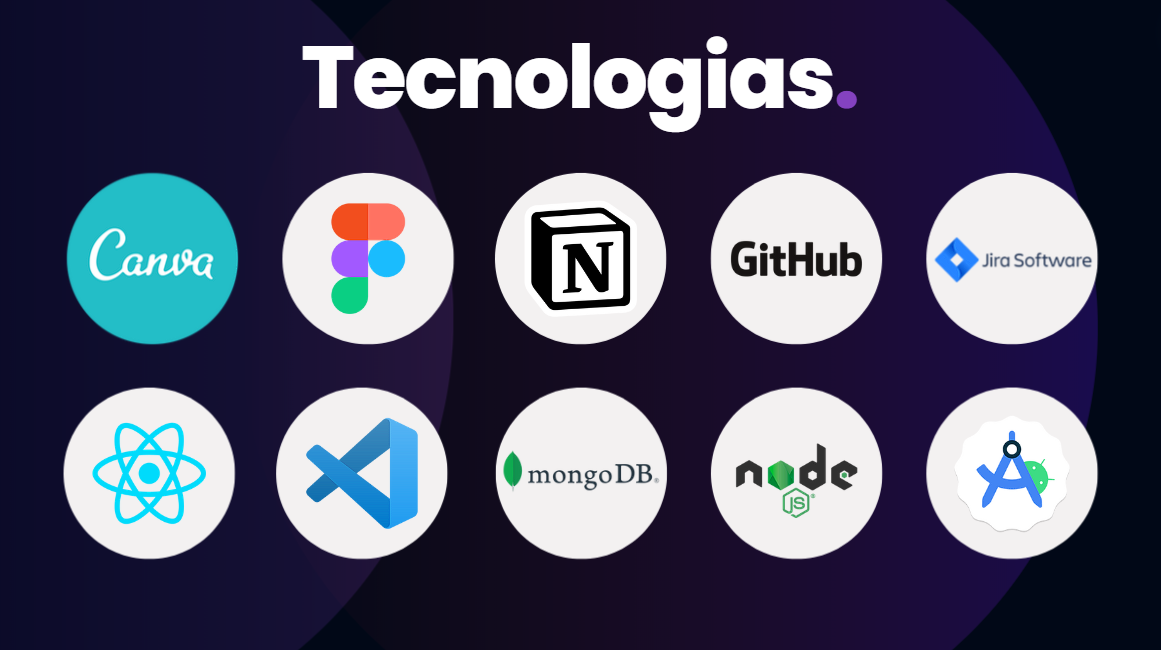 Tecnologias.
Canva
N
GitHub
Jira Software
mongoDB®
node
JS®